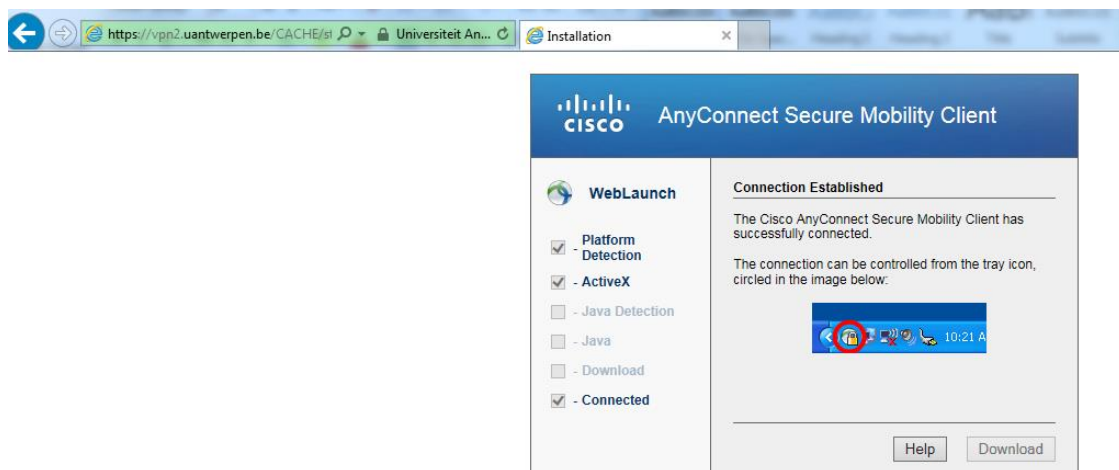 https://vpn2.uantwerpen.be/CACHE/st
Universiteit An...
Installation
CISCO
AnyConnect Secure Mobility Client
WebLaunch
Connection Established
The Cisco AnyConnect Secure Mobility Client has
successfully connected.
- Platform
Detection
The connection can be controlled from the tray icon,
circled in the image below:
- ActiveX
- Java Detection
- Java
- Download
- Connected
10:21 A
Help
Download